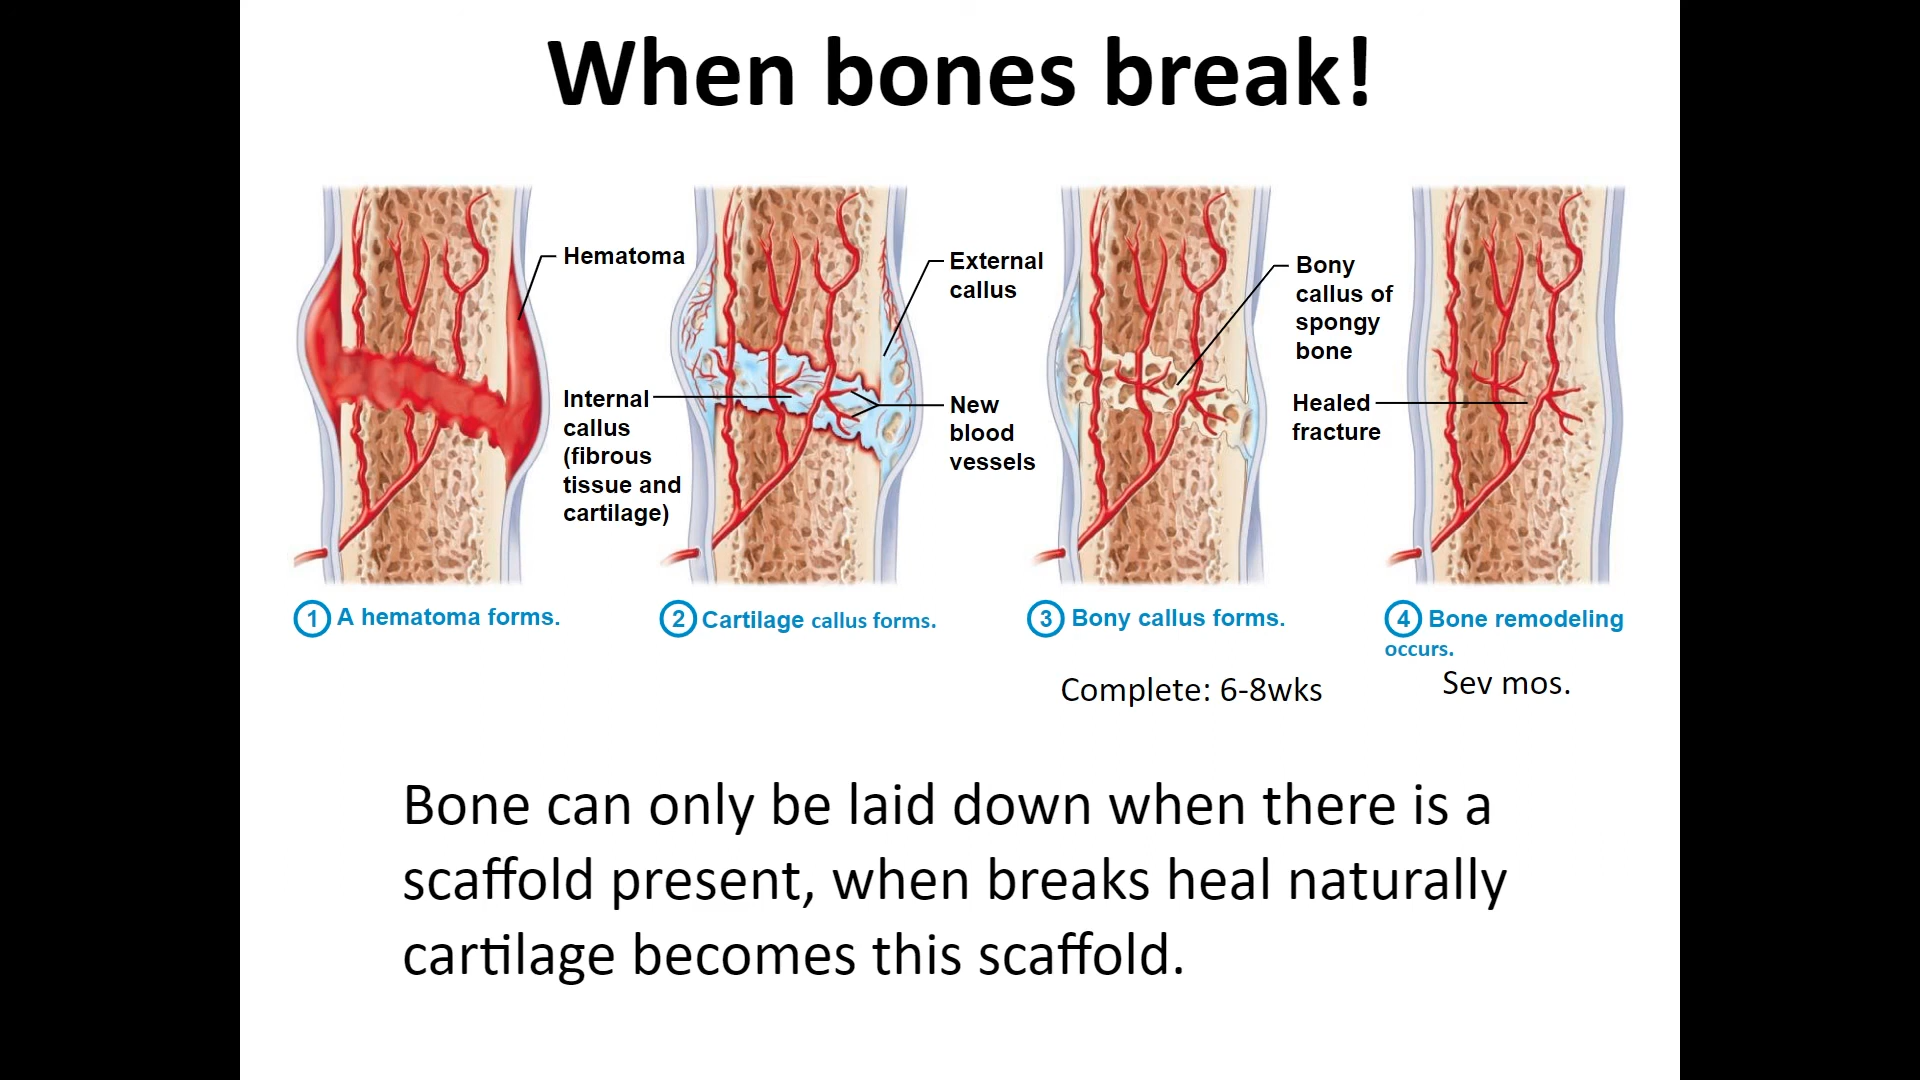 When bones break!
Hematoma
Internal
callus
(fibrous
tissue and
cartilage)
External
callus
New
blood
vessels
Bony
callus of
spongy
bone
Healed
fracture
1 A hematoma forms.
2 Cartilage callus forms.
3 Bony callus forms.
4 Bone remodeling
occurs.
Complete: 6-8wks
Sev mos.
Bone can only be laid down when there is a
scaffold present, when breaks heal naturally
cartilage becomes this scaffold.